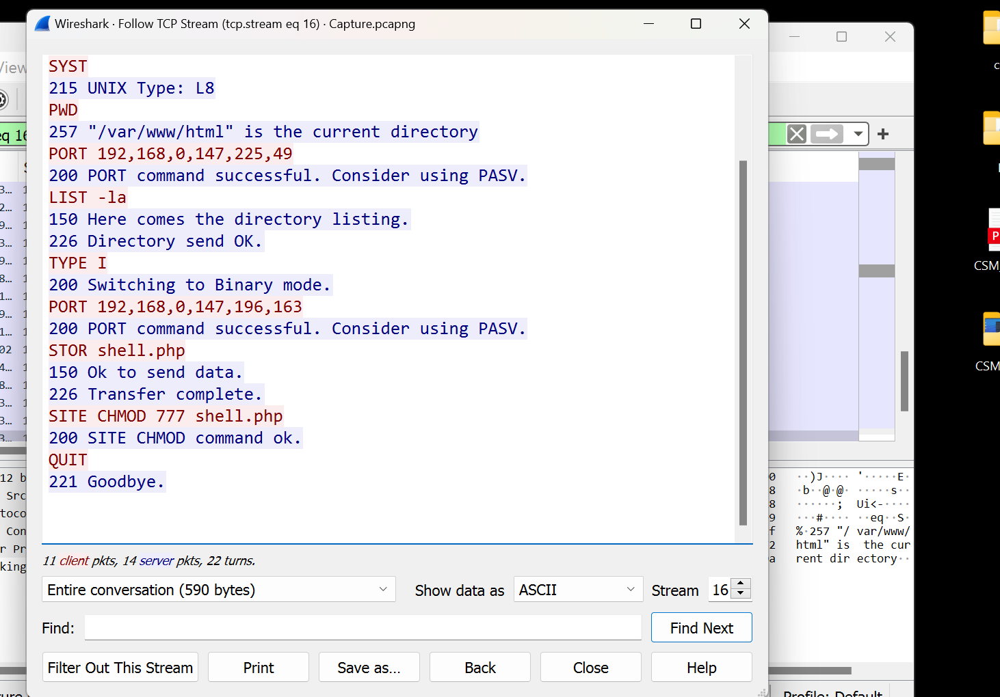 Wireshark · Follow TCP Stream (tcp.stream eq 16) · Capture.pcapng
SYST
215 UNIX Type: L8
PWD
257 "/var/www/html" is the current directory
PORT 192,168,0,147,225,49
200 PORT command successful. Consider using PASV.
LIST -la
150 Here comes the directory listing.
226 Directory send OK.
TYPE I
200 Switching to Binary mode.
PORT 192,168,0,147,196,163
200 PORT command successful. Consider using PASV.
STOR shell.php
150 Ok to send data.
226 Transfer complete.
SITE CHMOD 777 shell.php
200 SITE CHMOD command ok.
QUIT
221 Goodbye.
11 client pkts, 14 server pkts, 22 turns.
Entire conversation (590 bytes)
Show data as
ASCII
Stream
16
Find:
Find Next
Filter Out This Stream
Print
Save as...
Back
Close
Help
View
eq 16
12 b
Src
toco
Con
r Pr
king
··)J···· '·····E·
·b··@·@· ·····s··
······; Ui<-····
···#···· ··eq··S·
%·257 "/ var/www/
html" is  the cur
rent dir ectory··
Profile: Default
CSM
CSM